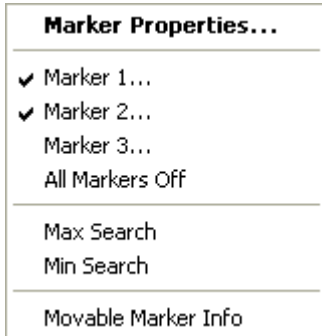 Marker Properties...
Marker 1...
Marker 2...
Marker 3...
All Markers Off
Max Search
Min Search
Movable Marker Info